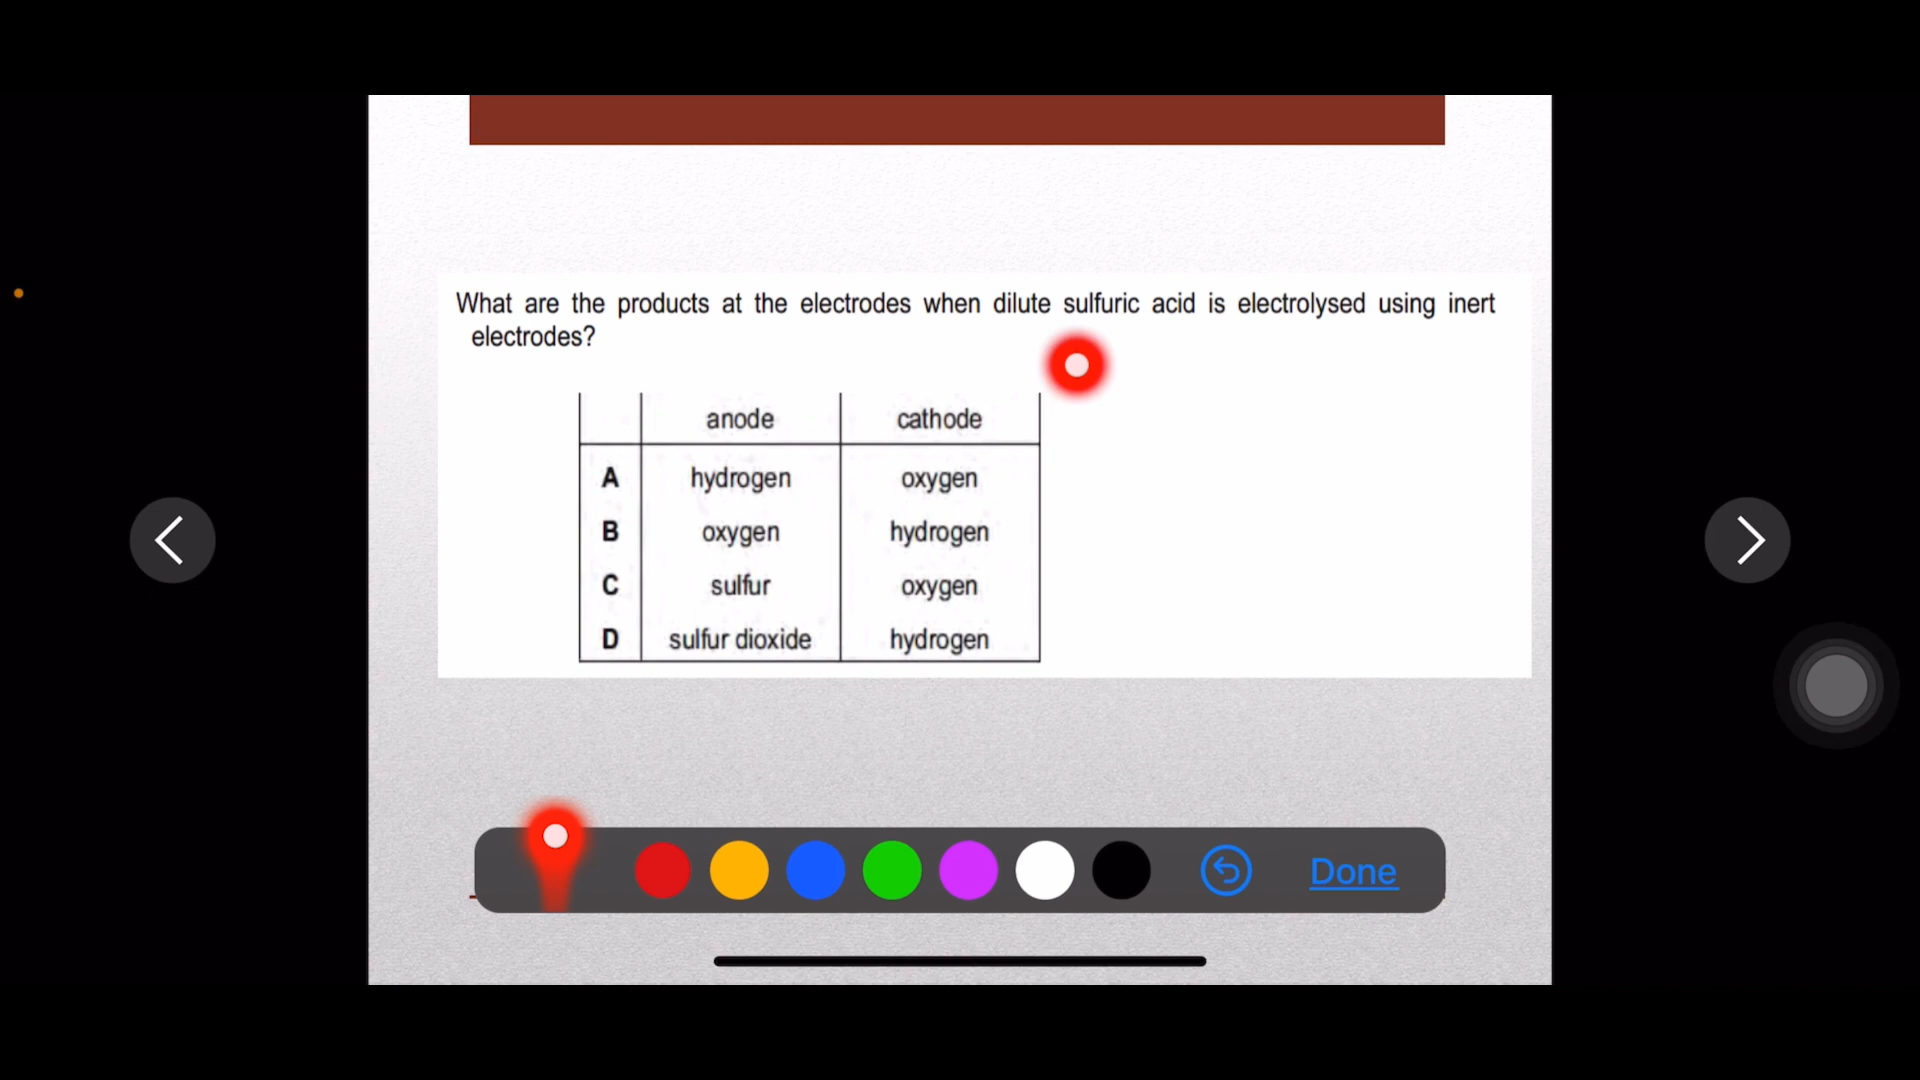 What are the products at the electrodes when dilute sulfuric acid is electrolysed using inert
electrodes?
anode cathode
A hydrogen oxygen
B oxygen hydrogen
C sulfur oxygen
D sulfur dioxide hydrogen
Done